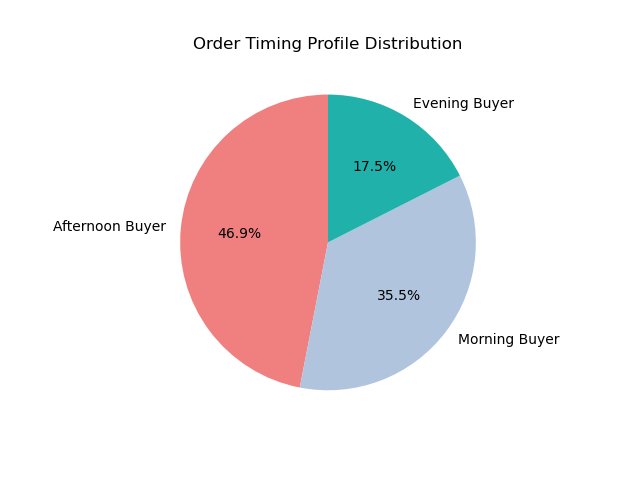 Order Timing Profile Distribution
Evening Buyer
17.5%
Afternoon Buyer
46.9%
35.5%
Morning Buyer